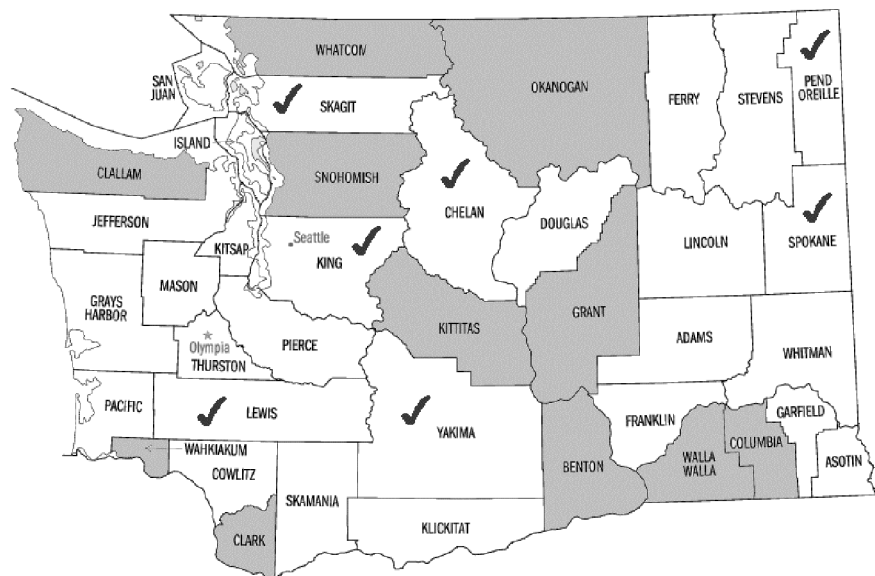 WHATCOM
OKANOGAN
SAN
JUAN
SKAGIT
FERRY
STEVENS
PEND
OREILLE
ISLAND
CLALLAM
SNOHOMISH
CHELAN
DOUGLAS
JEFFERSON
KITSAP
Seattle
KING
LINCOLN
SPOKANE
MASON
GRAYS
HARBOR
KITTITAS
GRANT
Olympia
THURSTON
PIERCE
ADAMS
WHITMAN
PACIFIC
LEWIS
YAKIMA
FRANKLIN
GARFIELD
WAHKIAKUM
COWLITZ
BENTON
WALLA
WALLA
COLUMBIA
ASOTIN
SKAMANIA
CLARK
KLICKITAT